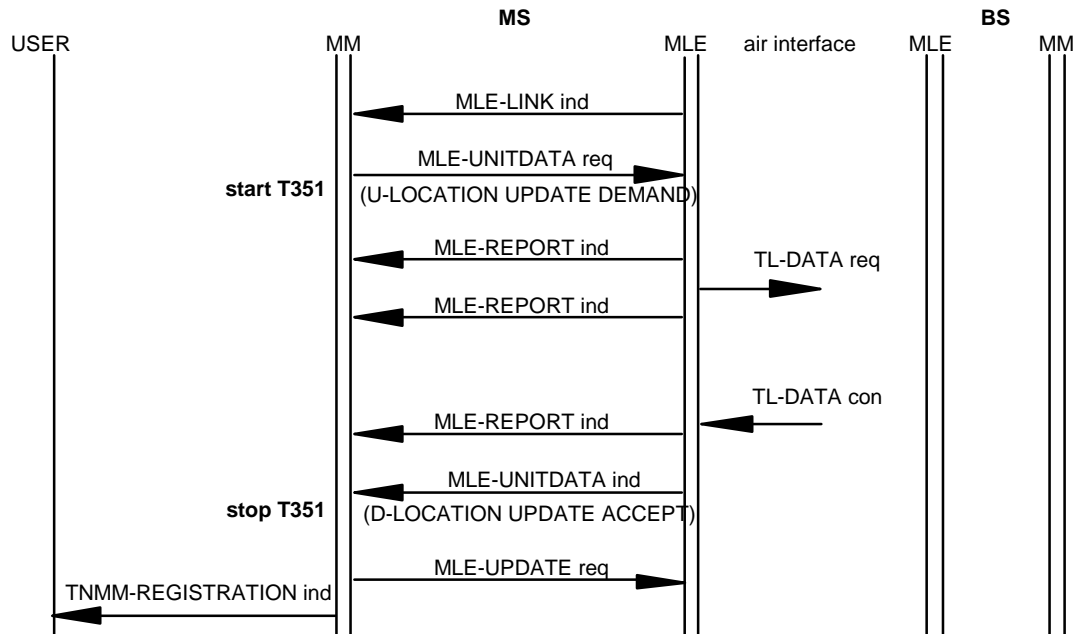 MS
BS
USER
MM
MLE
air interface
MLE
MM
MLE-LINK ind
MLE-UNITDATA req
start T351
(U-LOCATION UPDATE DEMAND)
MLE-REPORT ind
TL-DATA req
MLE-REPORT ind
TL-DATA con
MLE-REPORT ind
MLE-UNITDATA ind
stop T351
(D-LOCATION UPDATE ACCEPT)
MLE-UPDATE req
TNMM-REGISTRATION ind